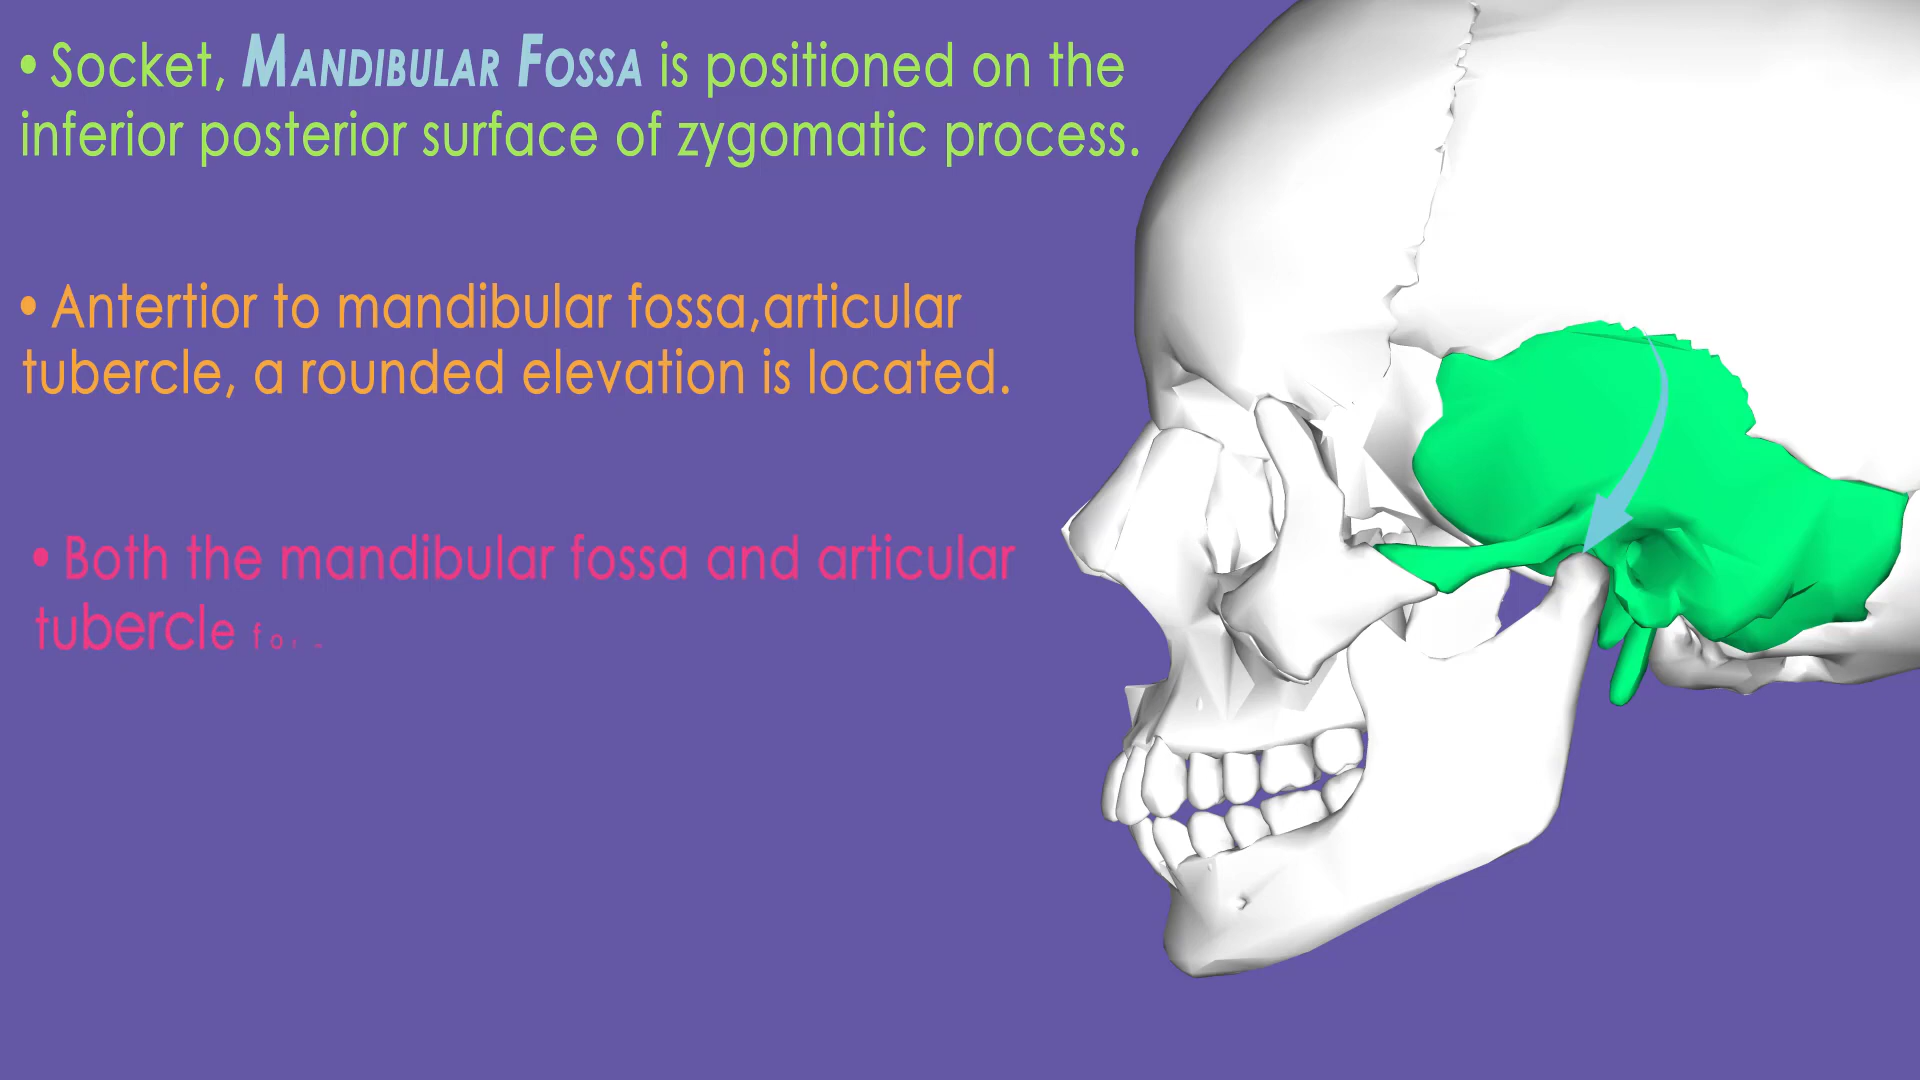 • Socket, MANDIBULAR FOSSA is positioned on the
inferior posterior surface of zygomatic process.
• Antertior to mandibular fossa,articular
tubercle, a rounded elevation is located.
• Both the mandibular fossa and articular
tubercle